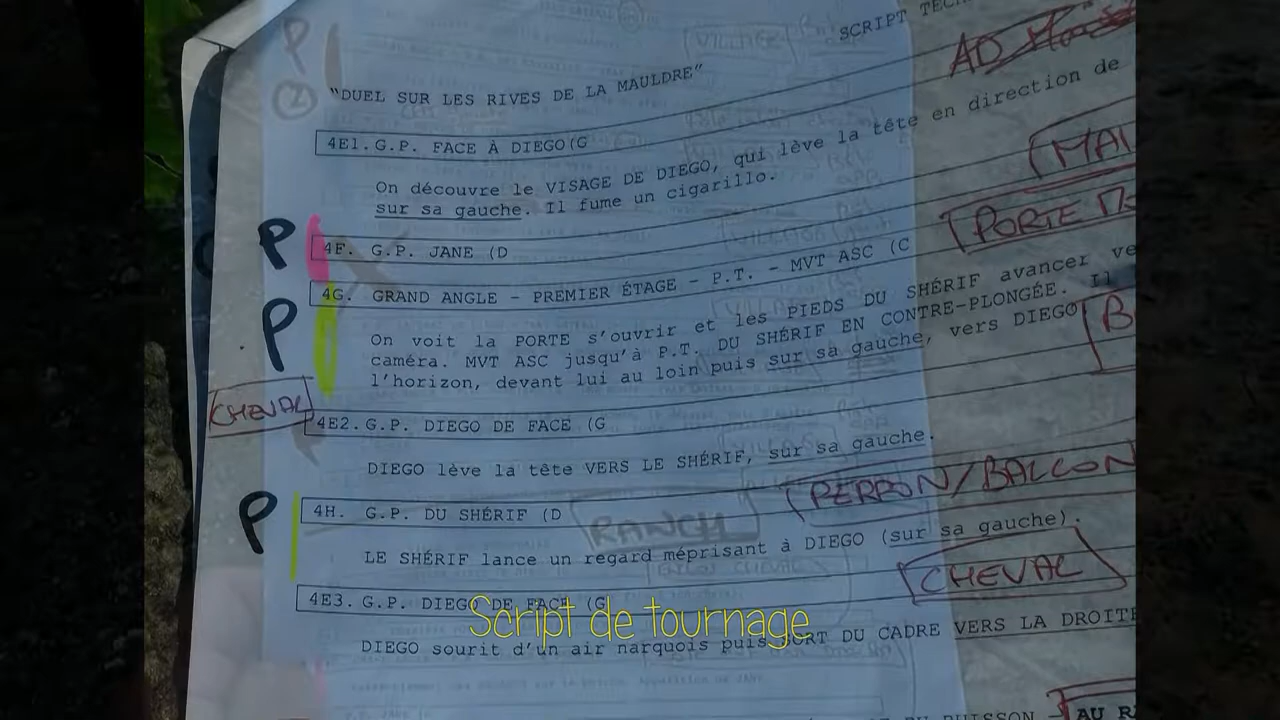 SCRIPT TEC
AD
"DUEL SUR LES RIVES DE LA MAULDRE"
4E1. G.P. FACE À DIEGO (G
On découvre le VISAGE DE DIEGO, qui lève la tête en direction de
sur sa gauche. Il fume un cigarillo.
P 4F. G.P. JANE (D
PORTE
4G. GRAND ANGLE - PREMIER ÉTAGE - P.T. - MVT ASC (C
P On voit la PORTE s'ouvrir et les PIEDS DU SHÉRIF avancer ve
caméra. MVT ASC jusqu'à P.T. DU SHÉRIF EN CONTRE-PLONGÉE. Il
l'horizon, devant lui au loin puis sur sa gauche, vers DIEGO
CHEVAL
4E2. G.P. DIEGO DE FACE (G
DIEGO lève la tête VERS LE SHÉRIF, sur sa gauche.
PERRON/BALCON
P 4H. G.P. DU SHÉRIF (D
RANCH
LE SHÉRIF lance un regard méprisant à DIEGO (sur sa gauche).
CHEVAL
4E3. G.P. DIEGO DE FACE (G
Script de tournage
DIEGO sourit d'un air narquois puis SORT DU CADRE VERS LA DROITE
BUISSON - AU R